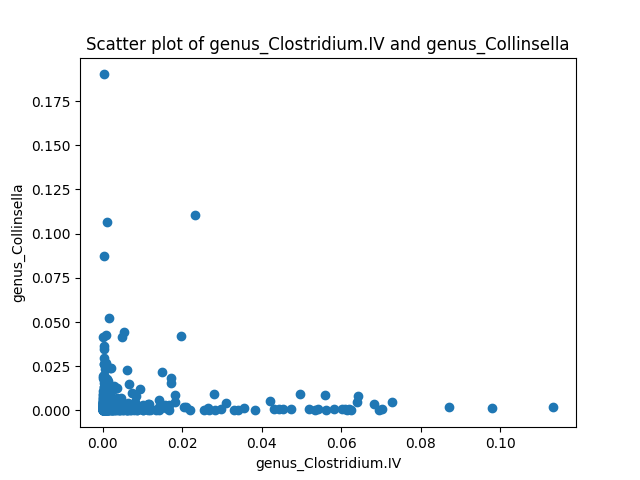 Scatter plot of genus_Clostridium.IV and genus_Collinsella
0.175
0.150
0.125
0.100
0.075
0.050
0.025
0.000
genus_Collinsella
0.00 0.02 0.04 0.06 0.08 0.10
genus_Clostridium.IV